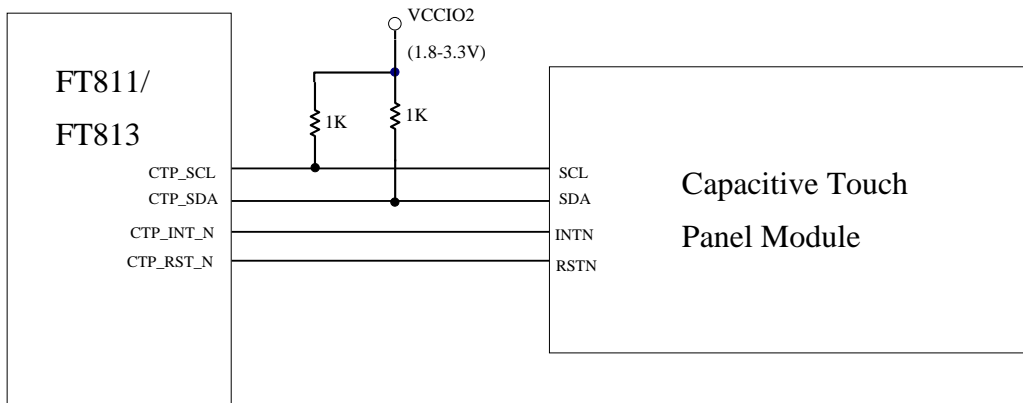 VCCIO2
(1.8-3.3V)
FT811/
FT813
1K
1K
CTP_SCL
CTP_SDA
CTP_INT_N
CTP_RST_N
SCL
SDA
INTN
RSTN
Capacitive Touch
Panel Module